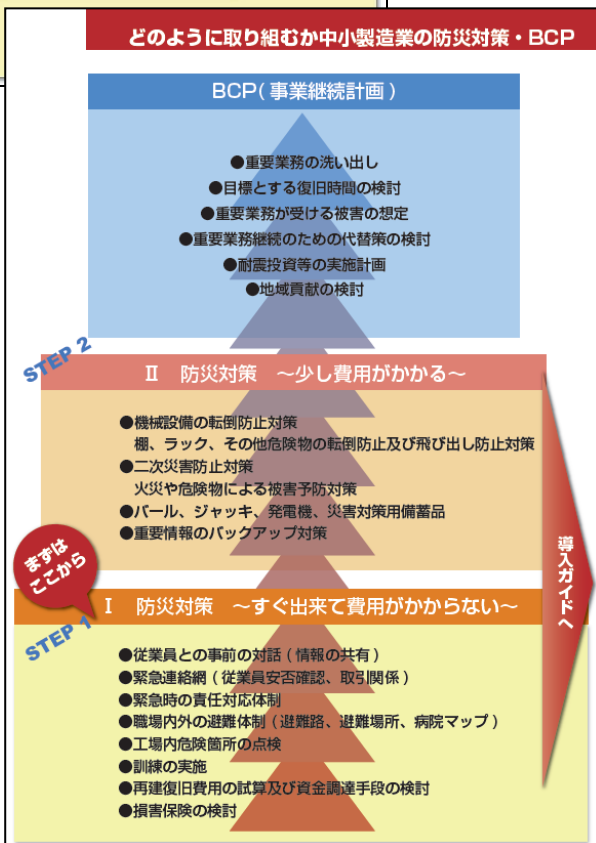 どのように取り組むか中小製造業の防災対策・BCP
BCP(事業継続計画)
●重要業務の洗い出し
●目標とする復旧時間の検討
●重要業務が受ける被害の想定
●重要業務継続のための代替策の検討
●耐震投資等の実施計画
●地域貢献の検討
STEP 2
Ⅱ 防災対策 ～少し費用がかかる～
●機械設備の転倒防止対策
棚、ラック、その他危険物の転倒防止及び飛び出し防止対策
●二次災害防止対策
火災や危険物による被害予防対策
●バール、ジャッキ、発電機、災害対策用備蓄品
●重要情報のバックアップ対策
導入ガイドへ
まずは
ここから
STEP 1
Ⅰ 防災対策 ～すぐ出来て費用がかからない～
●従業員との事前の対話(情報の共有)
●緊急連絡網(従業員安否確認、取引関係)
●緊急時の責任対応体制
●職場内外の避難体制(避難路、避難場所、病院マップ)
●工場内危険箇所の点検
●訓練の実施
●再建復旧費用の試算及び資金調達手段の検討
●損害保険の検討